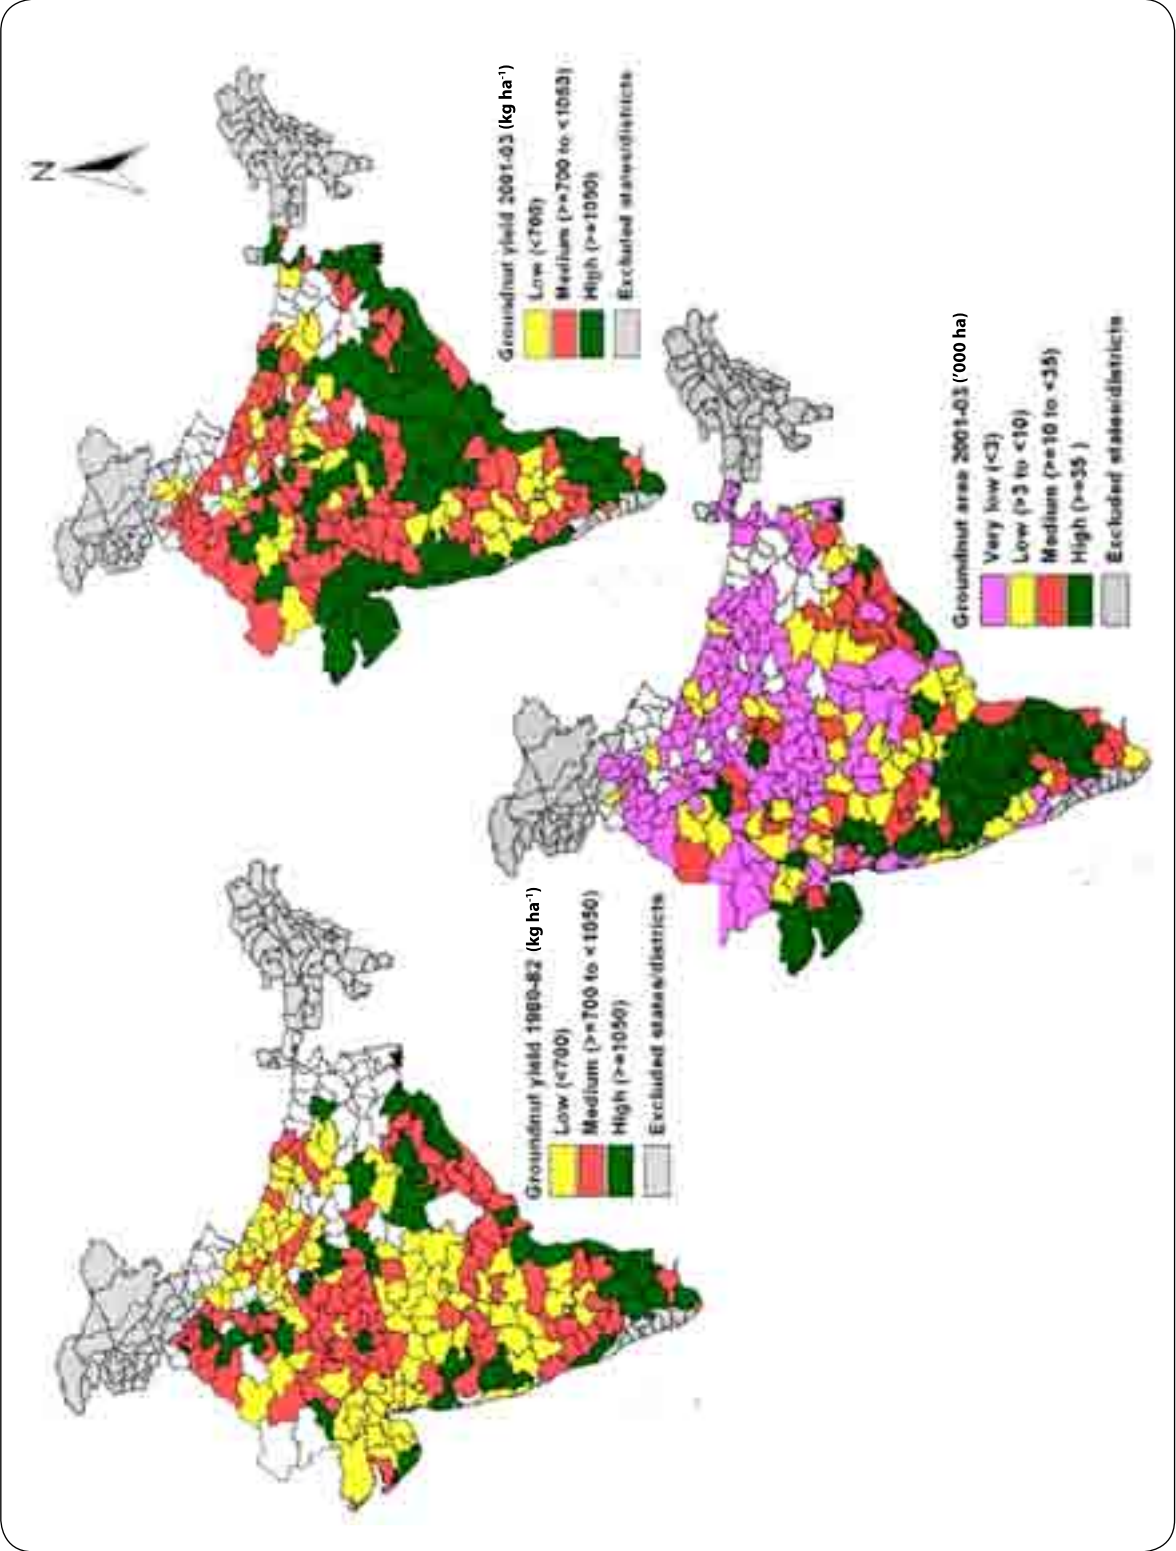 N
Groundnut yield 1980-82 (kg ha⁻¹)
Low (<700)
Medium (>=700 to <1050)
High (>=1050)
Excluded states/districts
Groundnut yield 2001-03 (kg ha⁻¹)
Low (<700)
Medium (>=700 to <1050)
High (>=1050)
Excluded states/districts
Groundnut area 2001-03 ('000 ha)
Very low (<3)
Low (>3 to <10)
Medium (>=10 to <35)
High (>=35 )
Excluded states/districts